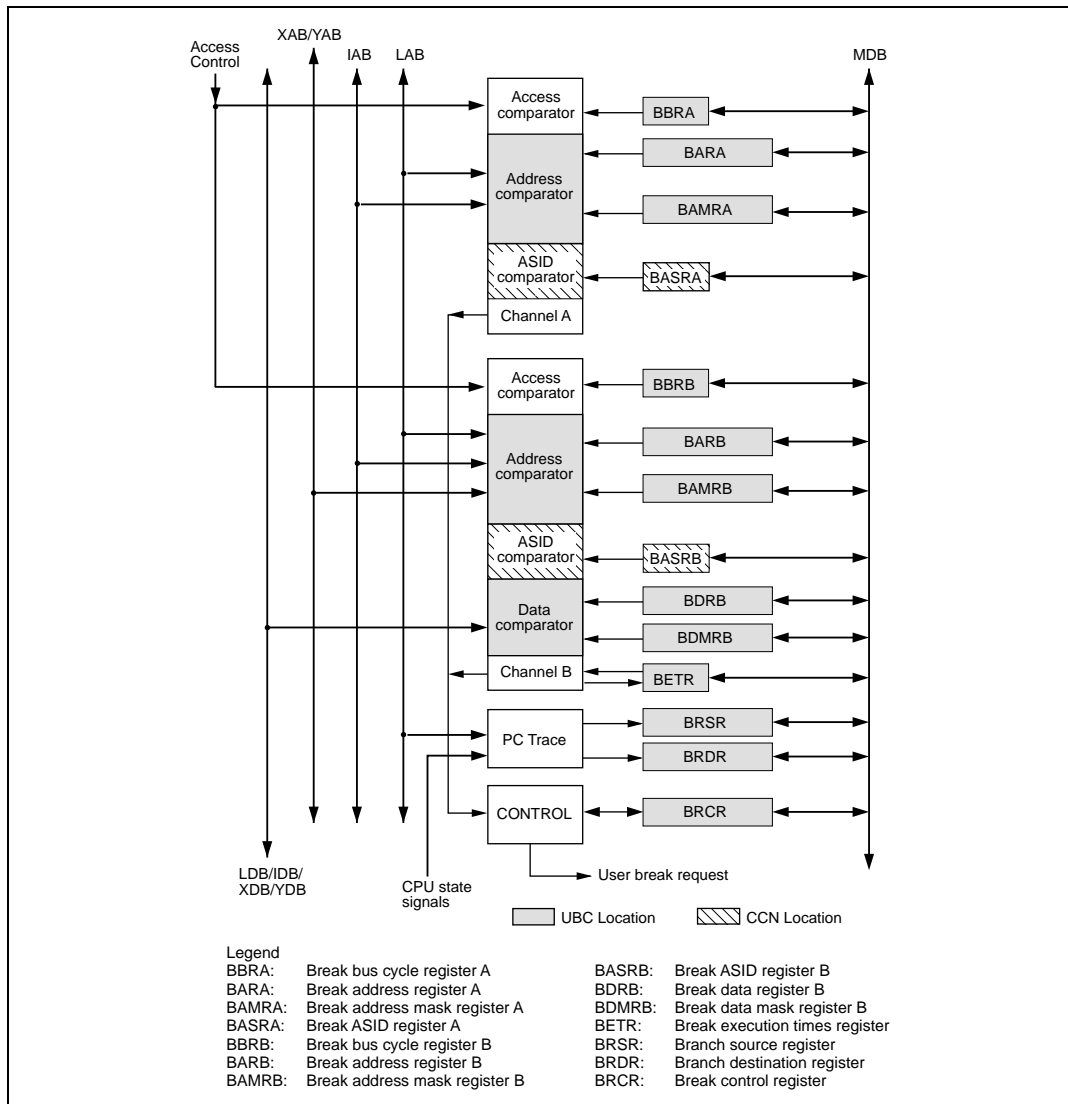 XAB/YAB
Access
Control
IAB
LAB
MDB
Access
comparator
BBRA
BARA
Address
comparator
BAMRA
ASID
comparator
BASRA
Channel A
Access
comparator
BBRB
BARB
Address
comparator
BAMRB
ASID
comparator
BASRB
BDRB
Data
comparator
BDMRB
Channel B
BETR
BRSR
PC Trace
BRDR
CONTROL
BRCR
LDB/IDB/
XDB/YDB
CPU state
signals
User break request
UBC Location
CCN Location
Legend
BBRA: Break bus cycle register A
BARA: Break address register A
BAMRA: Break address mask register A
BASRA: Break ASID register A
BBRB: Break bus cycle register B
BARB: Break address register B
BAMRB: Break address mask register B
BASRB: Break ASID register B
BDRB: Break data register B
BDMRB: Break data mask register B
BETR: Break execution times register
BRSR: Branch source register
BRDR: Branch destination register
BRCR: Break control register